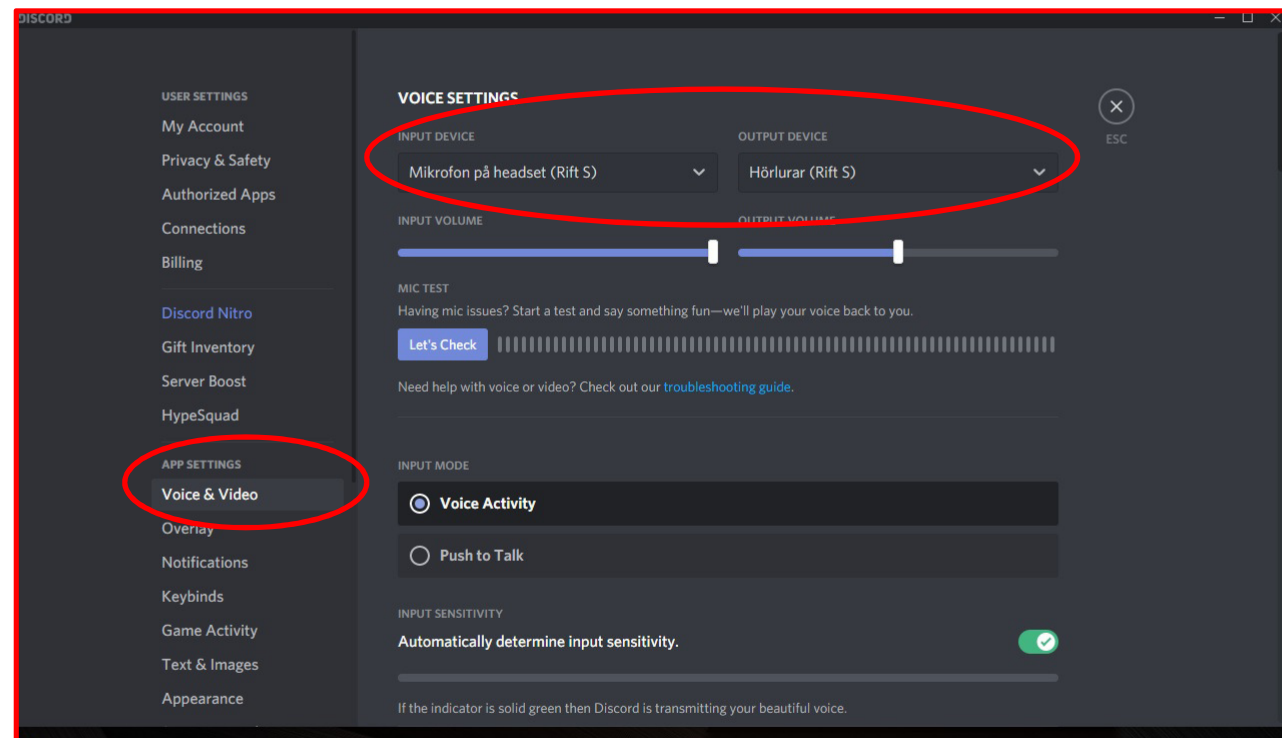 DISCORD
USER SETTINGS
My Account
Privacy & Safety
Authorized Apps
Connections
Billing
Discord Nitro
Gift Inventory
Server Boost
HypeSquad
APP SETTINGS
Voice & Video
Overlay
Notifications
Keybinds
Game Activity
Text & Images
Appearance
VOICE SETTINGS
INPUT DEVICE
Mikrofon på headset (Rift S)
OUTPUT DEVICE
Hörlurar (Rift S)
INPUT VOLUME
OUTPUT VOLUME
MIC TEST
Having mic issues? Start a test and say something fun—we'll play your voice back to you.
Let's Check
Need help with voice or video? Check out our troubleshooting guide.
INPUT MODE
Voice Activity
Push to Talk
INPUT SENSITIVITY
Automatically determine input sensitivity.
If the indicator is solid green then Discord is transmitting your beautiful voice.
ESC